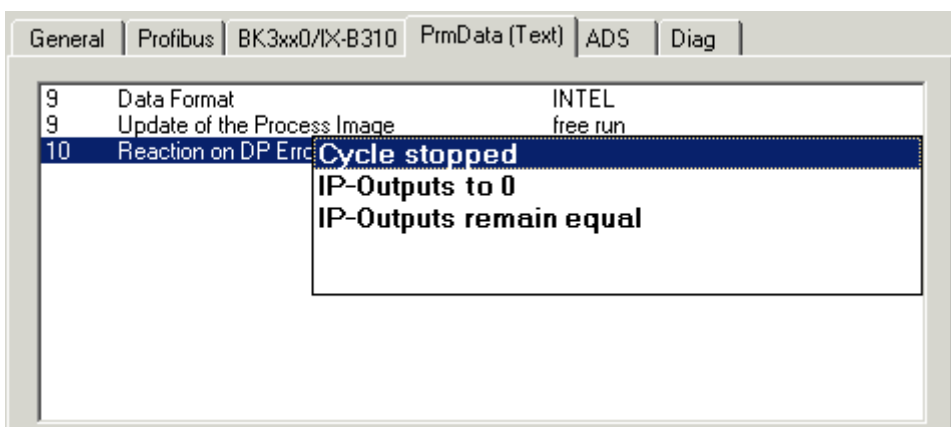 General Profibus BK3xx0/IX-B310 PrmData (Text) ADS Diag
9 Data Format INTEL
9 Update of the Process Image free run
10 Reaction on DP Erro Cycle stopped
IP-Outputs to 0
IP-Outputs remain equal